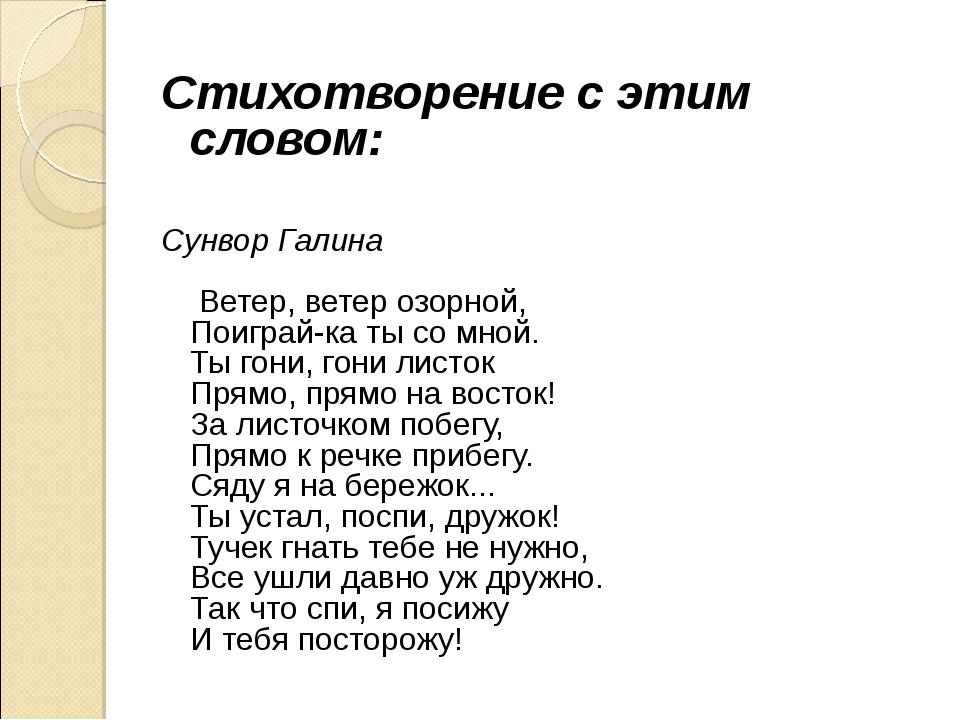 Стихотворение с этим
словом:
Сунвор Галина
Ветер, ветер озорной,
Поиграй-ка ты со мной.
Ты гони, гони листок
Прямо, прямо на восток!
За листочком побегу,
Прямо к речке прибегу.
Сяду я на бережок...
Ты устал, поспи, дружок!
Тучек гнать тебе не нужно,
Все ушли давно уж дружно.
Так что спи, я посижу
И тебя посторожу!